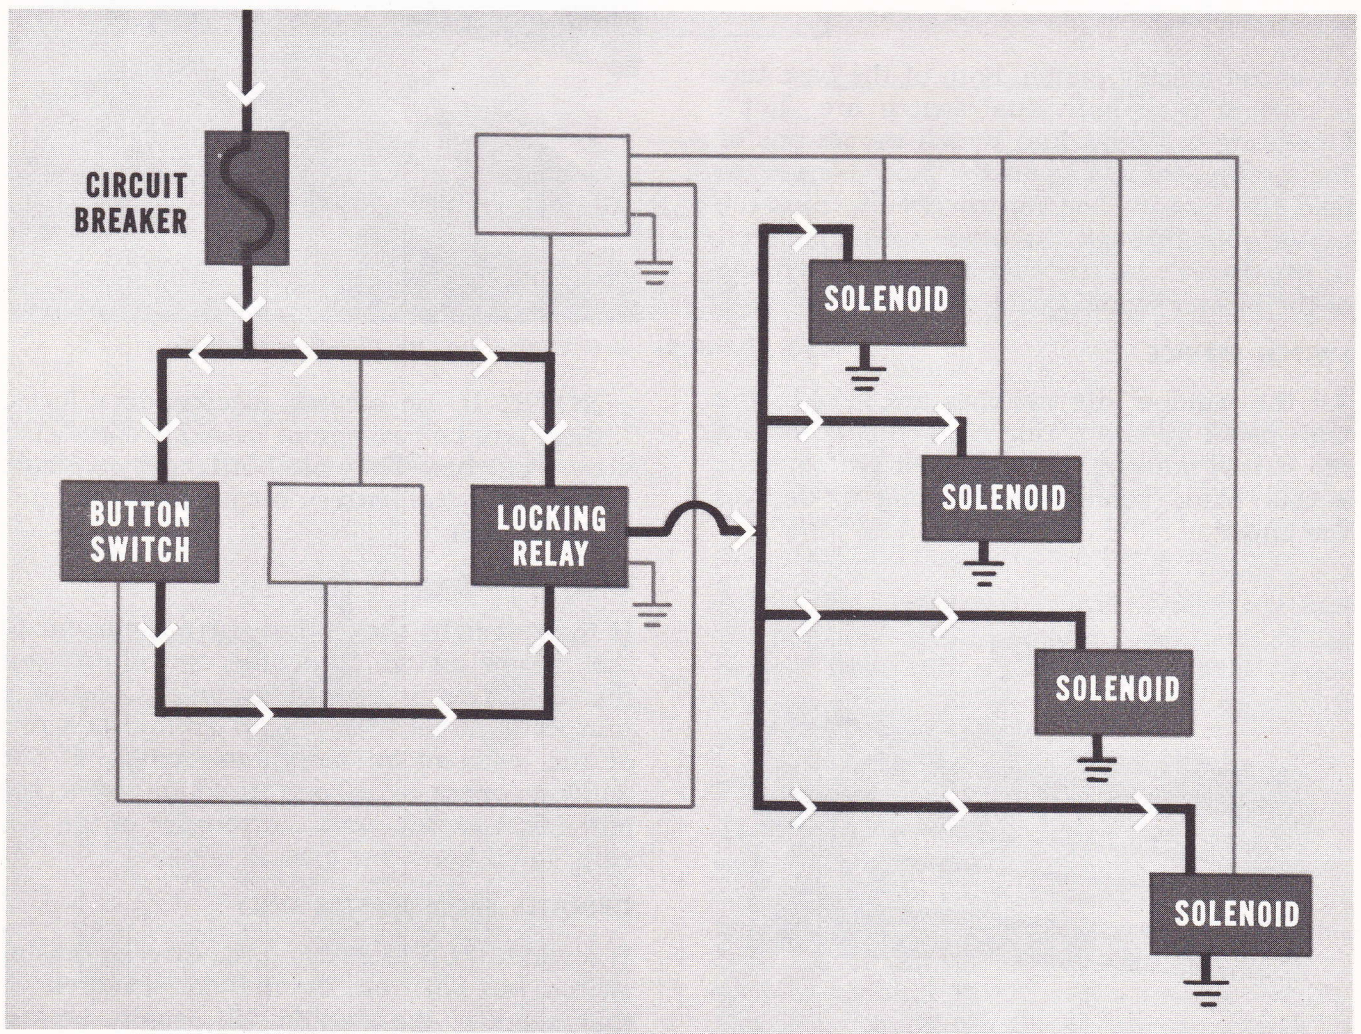 CIRCUIT
BREAKER
SOLENOID
BUTTON
SWITCH
LOCKING
RELAY
SOLENOID
SOLENOID
SOLENOID